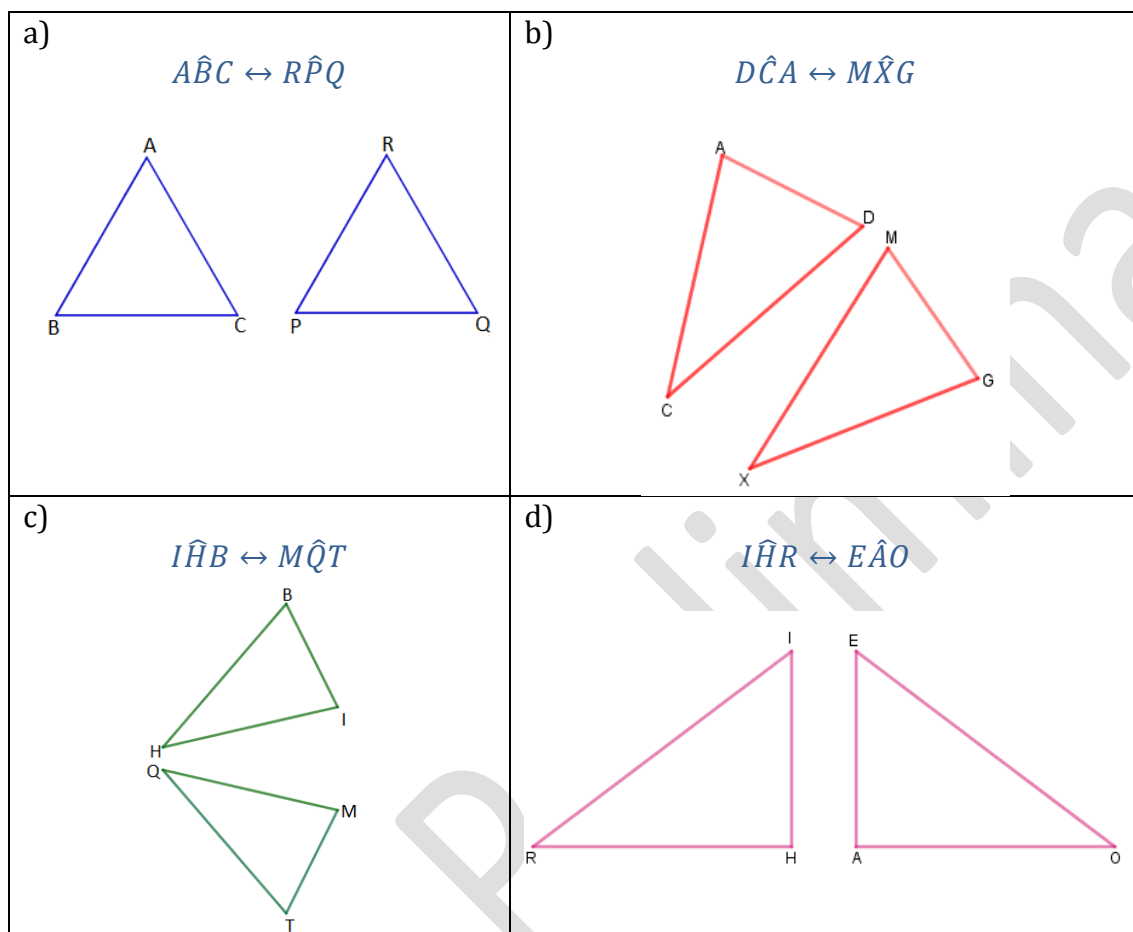 a)
AB̂C ↔ RP̂Q
A
B
C
R
P
Q
b)
DĈA ↔ MX̂G
A
D
M
C
G
X
c)
IĤB ↔ MQ̂T
B
I
H
Q
M
T
d)
IĤR ↔ EÂO
I
E
R
H
A
O